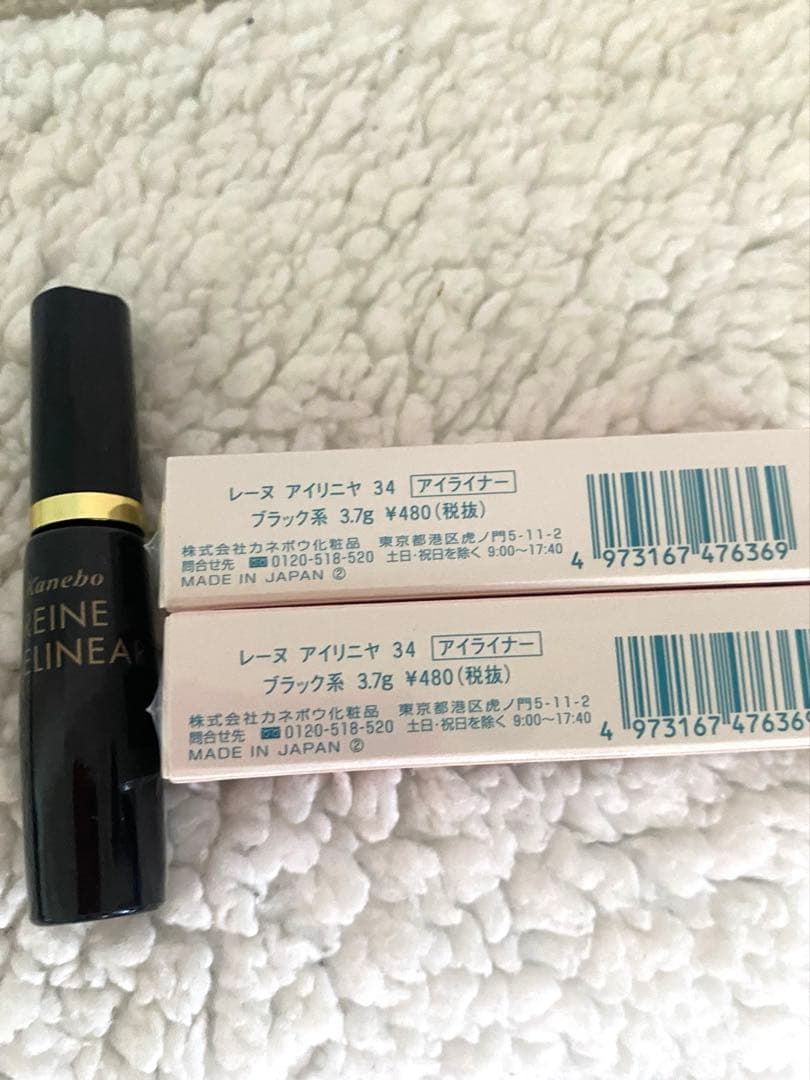 Kanebo
REINE
ELINEAR
レーヌ アイリニヤ 34 アイライナー
ブラック系 3.7g ¥480(税抜)
株式会社カネボウ化粧品 東京都港区虎ノ門5-11-2
問合せ先 0120-518-520 土日・祝日を除く 9:00〜17:40
MADE IN JAPAN ②
4 973167 476369
レーヌ アイリニヤ 34 アイライナー
ブラック系 3.7g ¥480(税抜)
株式会社カネボウ化粧品 東京都港区虎ノ門5-11-2
問合せ先 0120-518-520 土日・祝日を除く 9:00〜17:40
MADE IN JAPAN ②
4 973167 476369